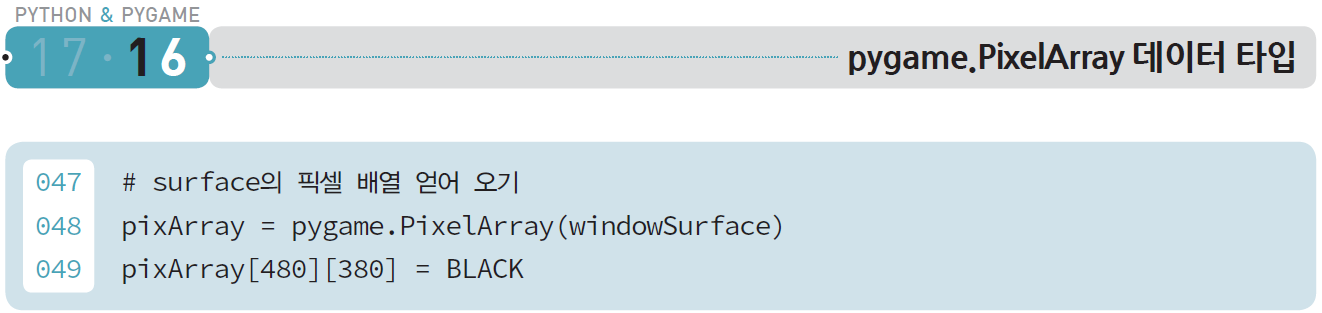 PYTHON & PYGAME
17·16 pygame.PixelArray 데이터 타입
047 # surface의 픽셀 배열 얻어 오기
048 pixArray = pygame.PixelArray(windowSurface)
049 pixArray[480][380] = BLACK